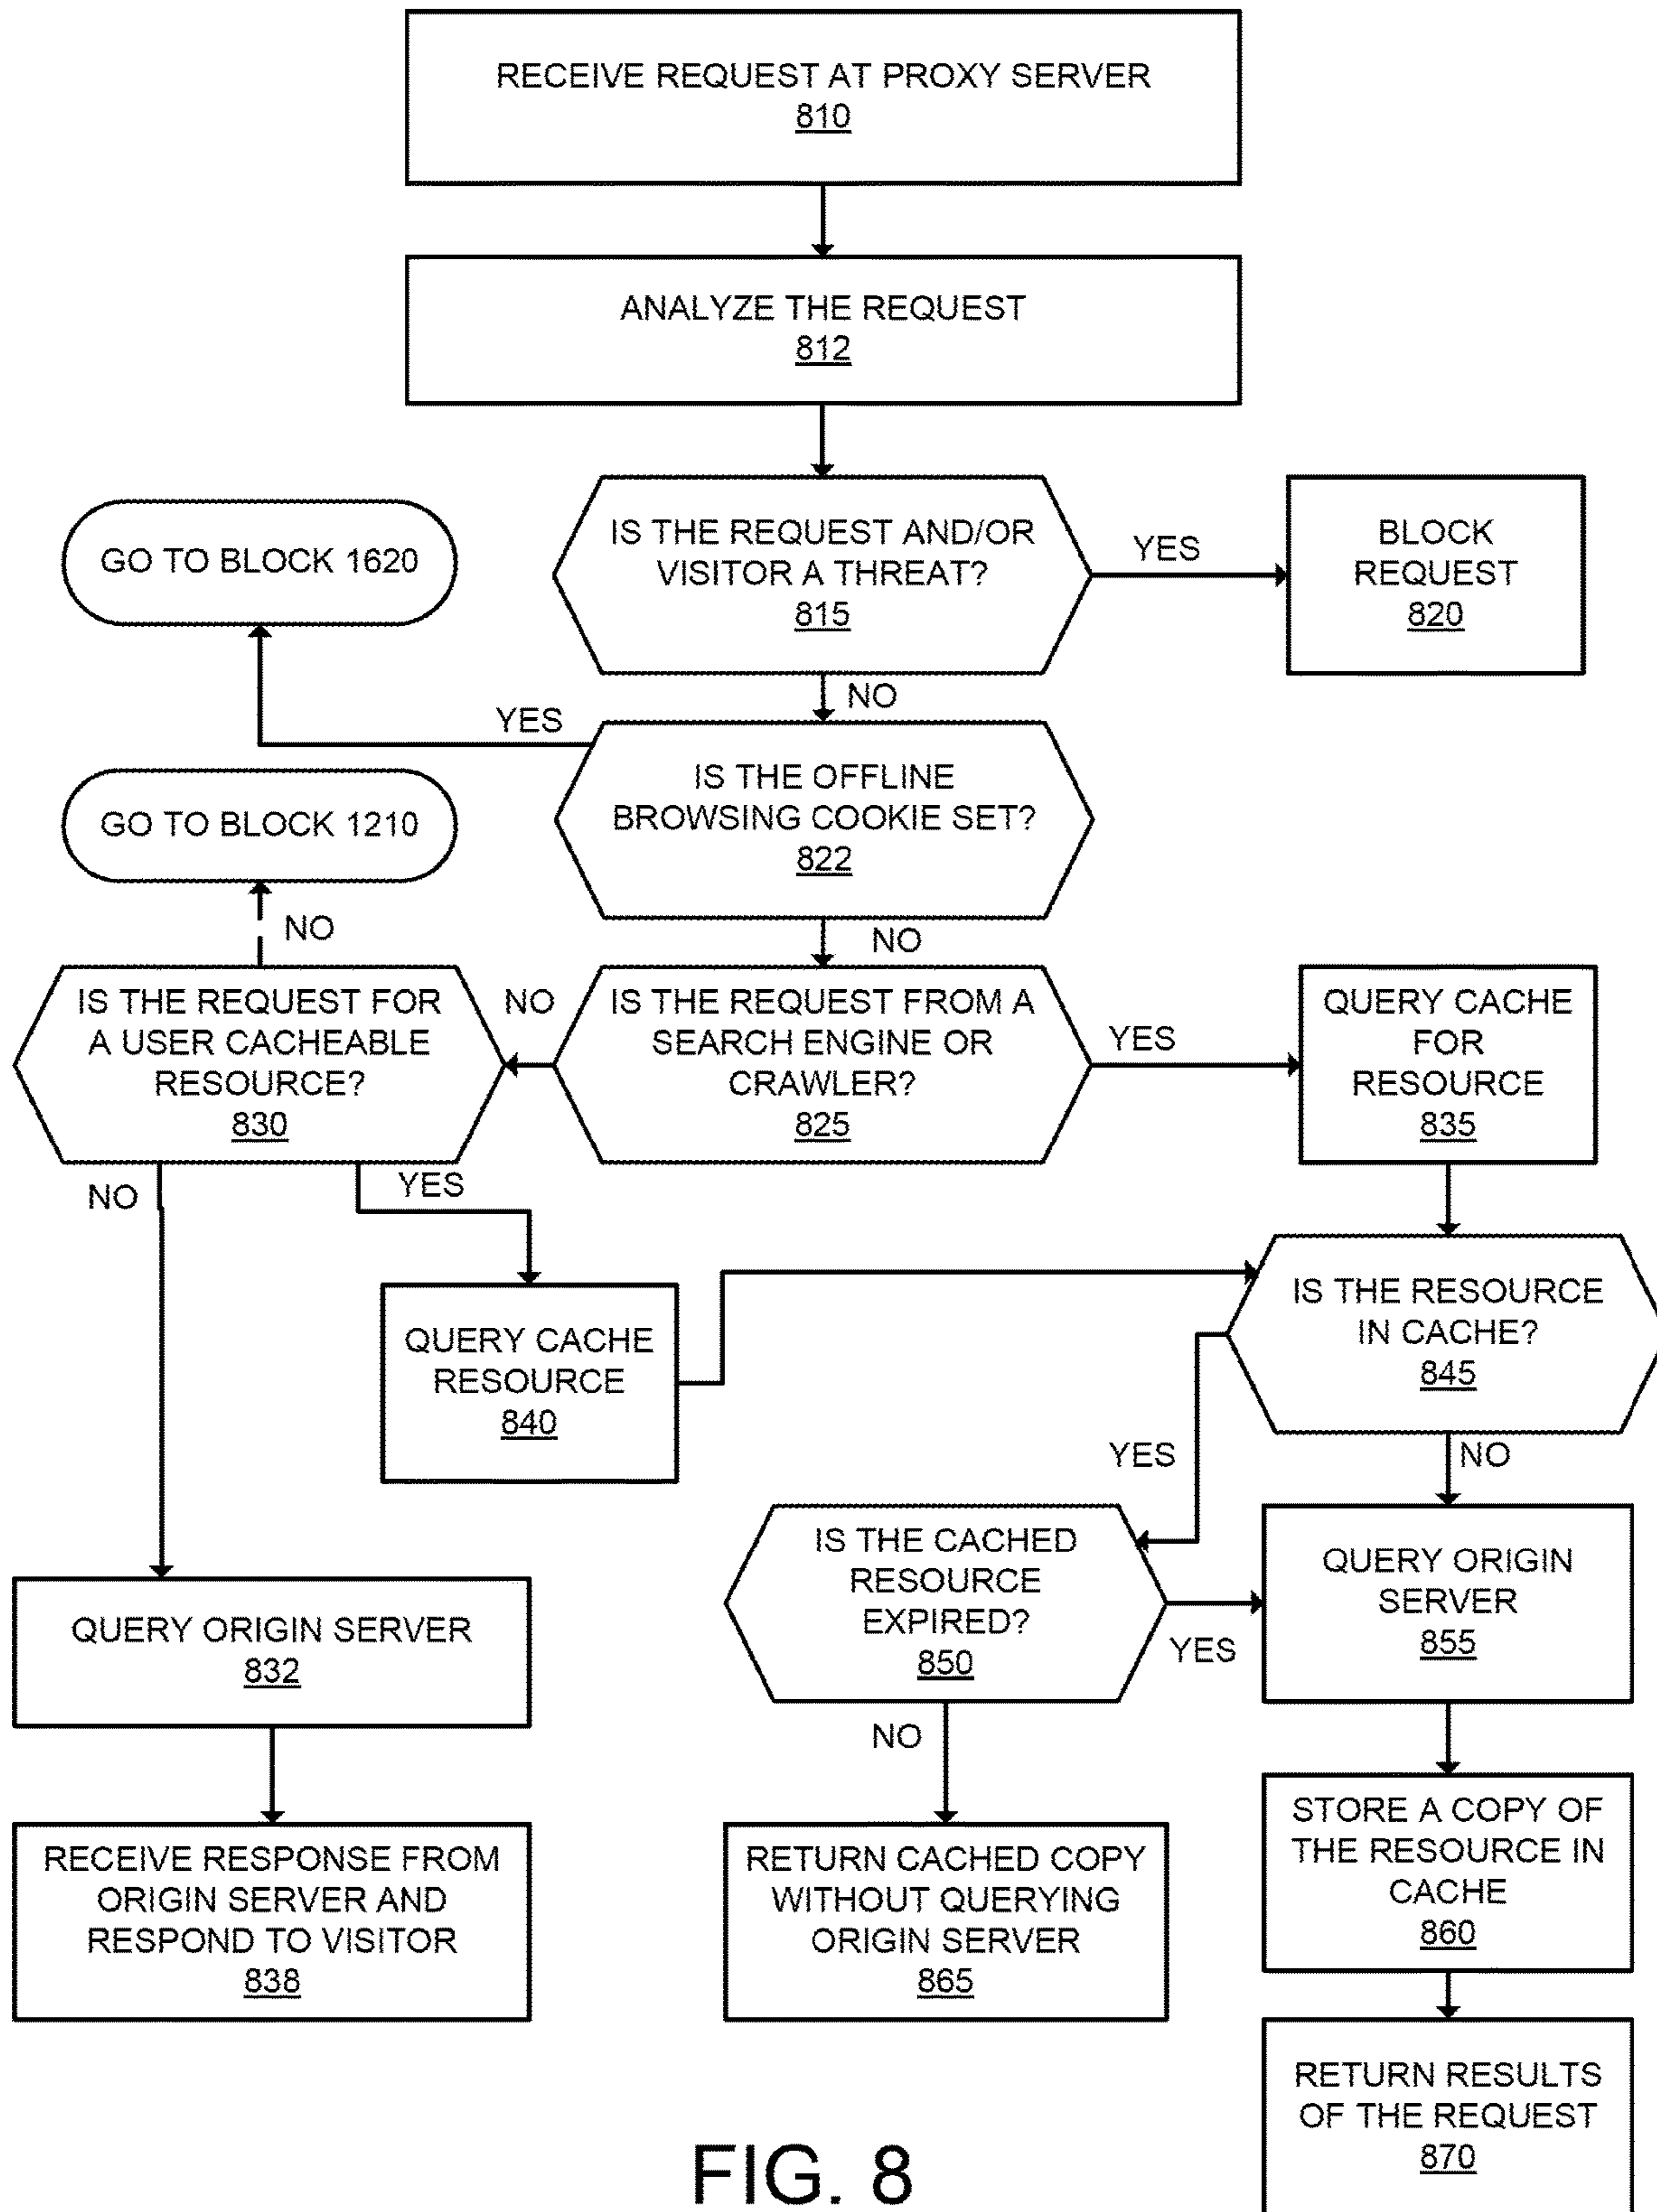 RECEIVE REQUEST AT PROXY SERVER
810
ANALYZE THE REQUEST
812
IS THE REQUEST AND/OR
VISITOR A THREAT?
815
YES
BLOCK
REQUEST
820
GO TO BLOCK 1620
NO
YES
IS THE OFFLINE
BROWSING COOKIE SET?
822
GO TO BLOCK 1210
NO
NO
IS THE REQUEST FOR
A USER CACHEABLE
RESOURCE?
830
NO
IS THE REQUEST FROM A
SEARCH ENGINE OR
CRAWLER?
825
YES
QUERY CACHE
FOR
RESOURCE
835
NO
YES
QUERY CACHE
RESOURCE
840
IS THE RESOURCE
IN CACHE?
845
YES
NO
IS THE CACHED
RESOURCE
EXPIRED?
850
YES
QUERY ORIGIN
SERVER
855
QUERY ORIGIN SERVER
832
NO
RECEIVE RESPONSE FROM
ORIGIN SERVER AND
RESPOND TO VISITOR
838
RETURN CACHED COPY
WITHOUT QUERYING
ORIGIN SERVER
865
STORE A COPY OF
THE RESOURCE IN
CACHE
860
RETURN RESULTS
OF THE REQUEST
870
FIG. 8